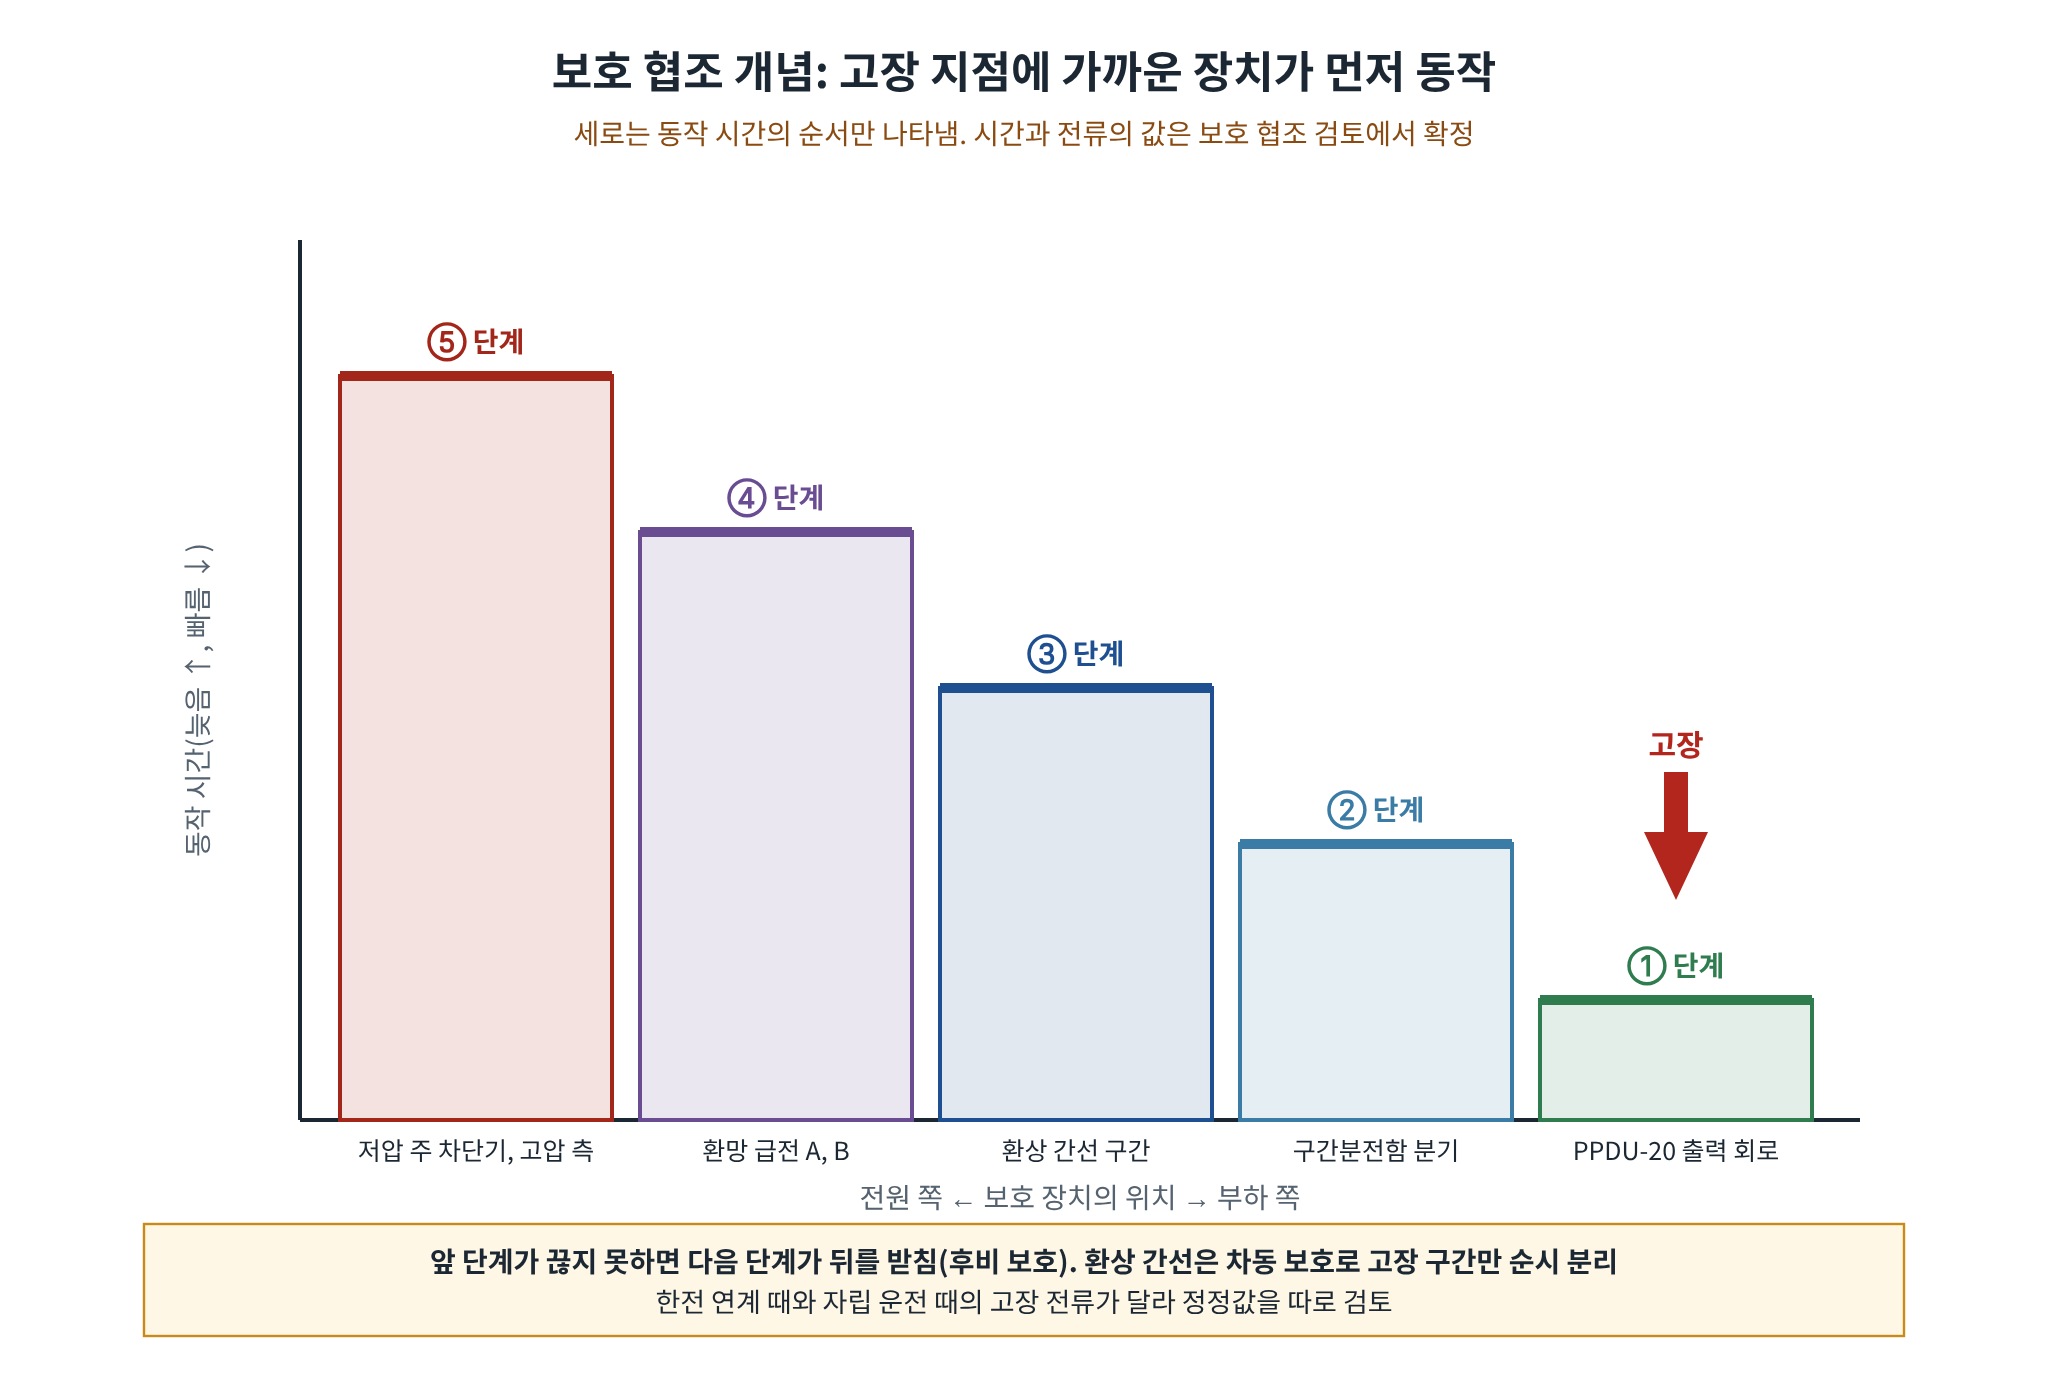 보호 협조 개념: 고장 지점에 가까운 장치가 먼저 동작
세로는 동작 시간의 순서만 나타냄. 시간과 전류의 값은 보호 협조 검토에서 확정
동작 시간(늦음 ↑, 빠름 ↓)
⑤ 단계
④ 단계
③ 단계
② 단계
고장
① 단계
저압 주 차단기, 고압 측
환망 급전 A, B
환상 간선 구간
구간분전함 분기
PPDU-20 출력 회로
전원 쪽 ← 보호 장치의 위치 → 부하 쪽
앞 단계가 끊지 못하면 다음 단계가 뒤를 받침(후비 보호). 환상 간선은 차동 보호로 고장 구간만 순시 분리
한전 연계 때와 자립 운전 때의 고장 전류가 달라 정정값을 따로 검토